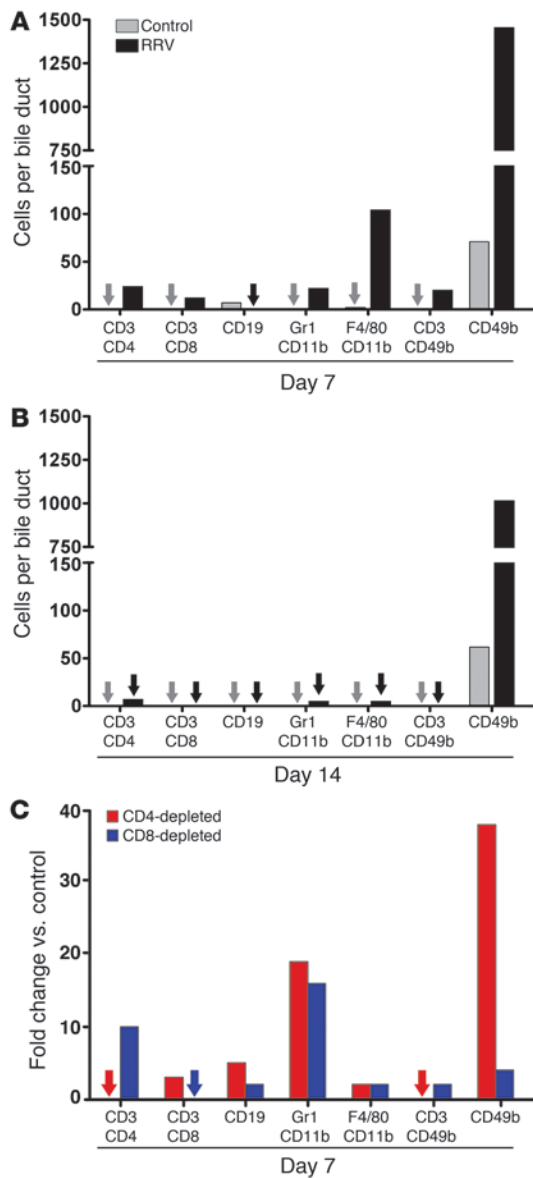 A
Control
RRV
Cells per bile duct
1500
1250
1000
750
150
100
50
0
CD3 CD3 CD19 Gr1 F4/80 CD3 CD49b
CD4 CD8 CD11b CD11b CD49b
Day 7
B
Cells per bile duct
1500
1250
1000
750
150
100
50
0
CD3 CD3 CD19 Gr1 F4/80 CD3 CD49b
CD4 CD8 CD11b CD11b CD49b
Day 14
C
CD4-depleted
CD8-depleted
Fold change vs. control
40
30
20
10
0
CD3 CD3 CD19 Gr1 F4/80 CD3 CD49b
CD4 CD8 CD11b CD11b CD49b
Day 7